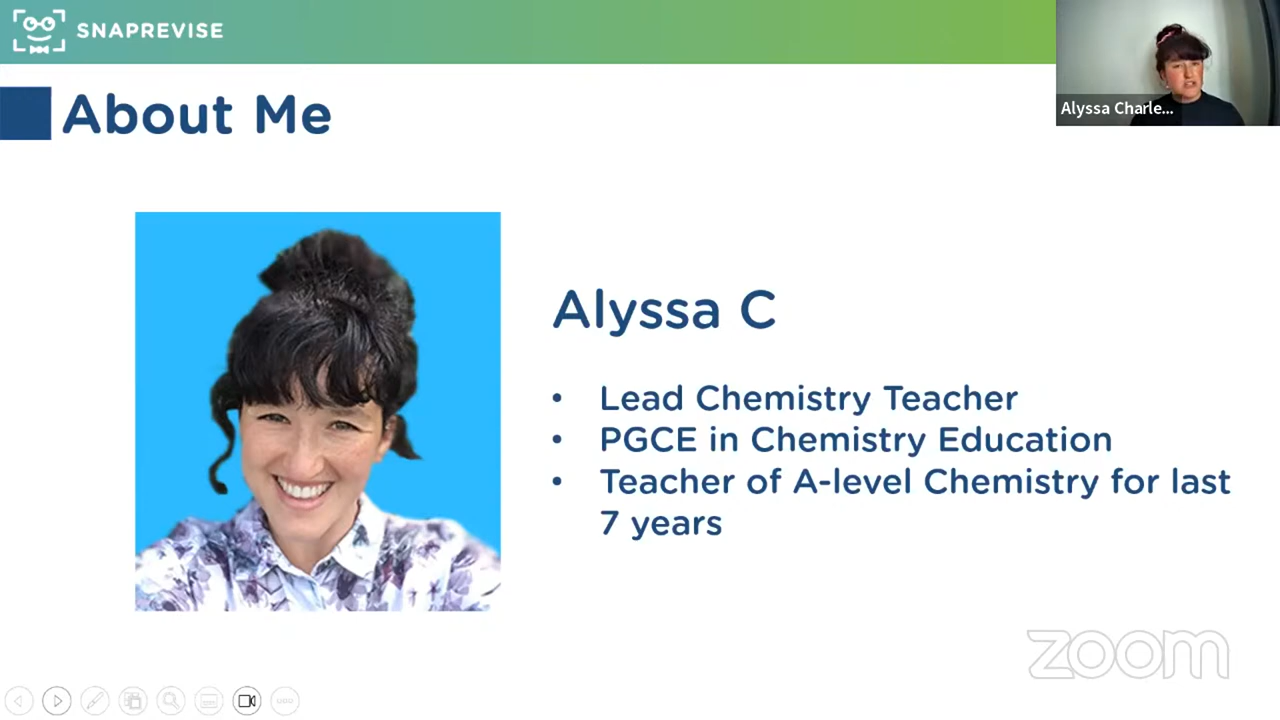 SNAPREVISE
Alyssa Charle...
About Me
Alyssa C
• Lead Chemistry Teacher
• PGCE in Chemistry Education
• Teacher of A-level Chemistry for last
7 years
zoom